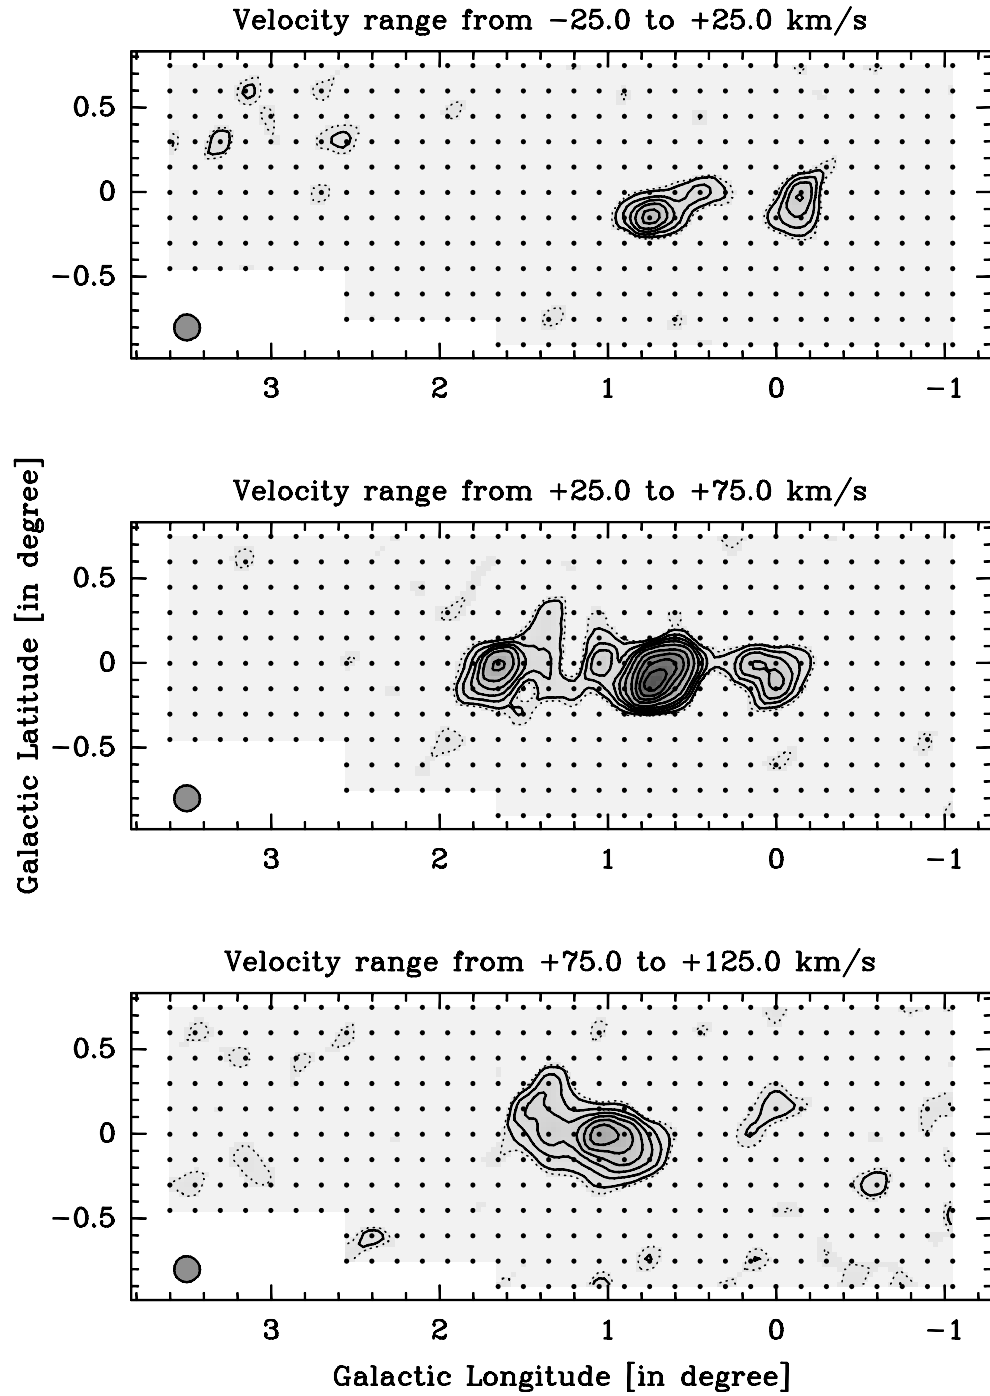 Velocity range from −25.0 to +25.0 km/s
0.5
0
−0.5
3 2 1 0 −1
Velocity range from +25.0 to +75.0 km/s
0.5
0
−0.5
3 2 1 0 −1
Galactic Latitude [in degree]
Velocity range from +75.0 to +125.0 km/s
0.5
0
−0.5
3 2 1 0 −1
Galactic Longitude [in degree]